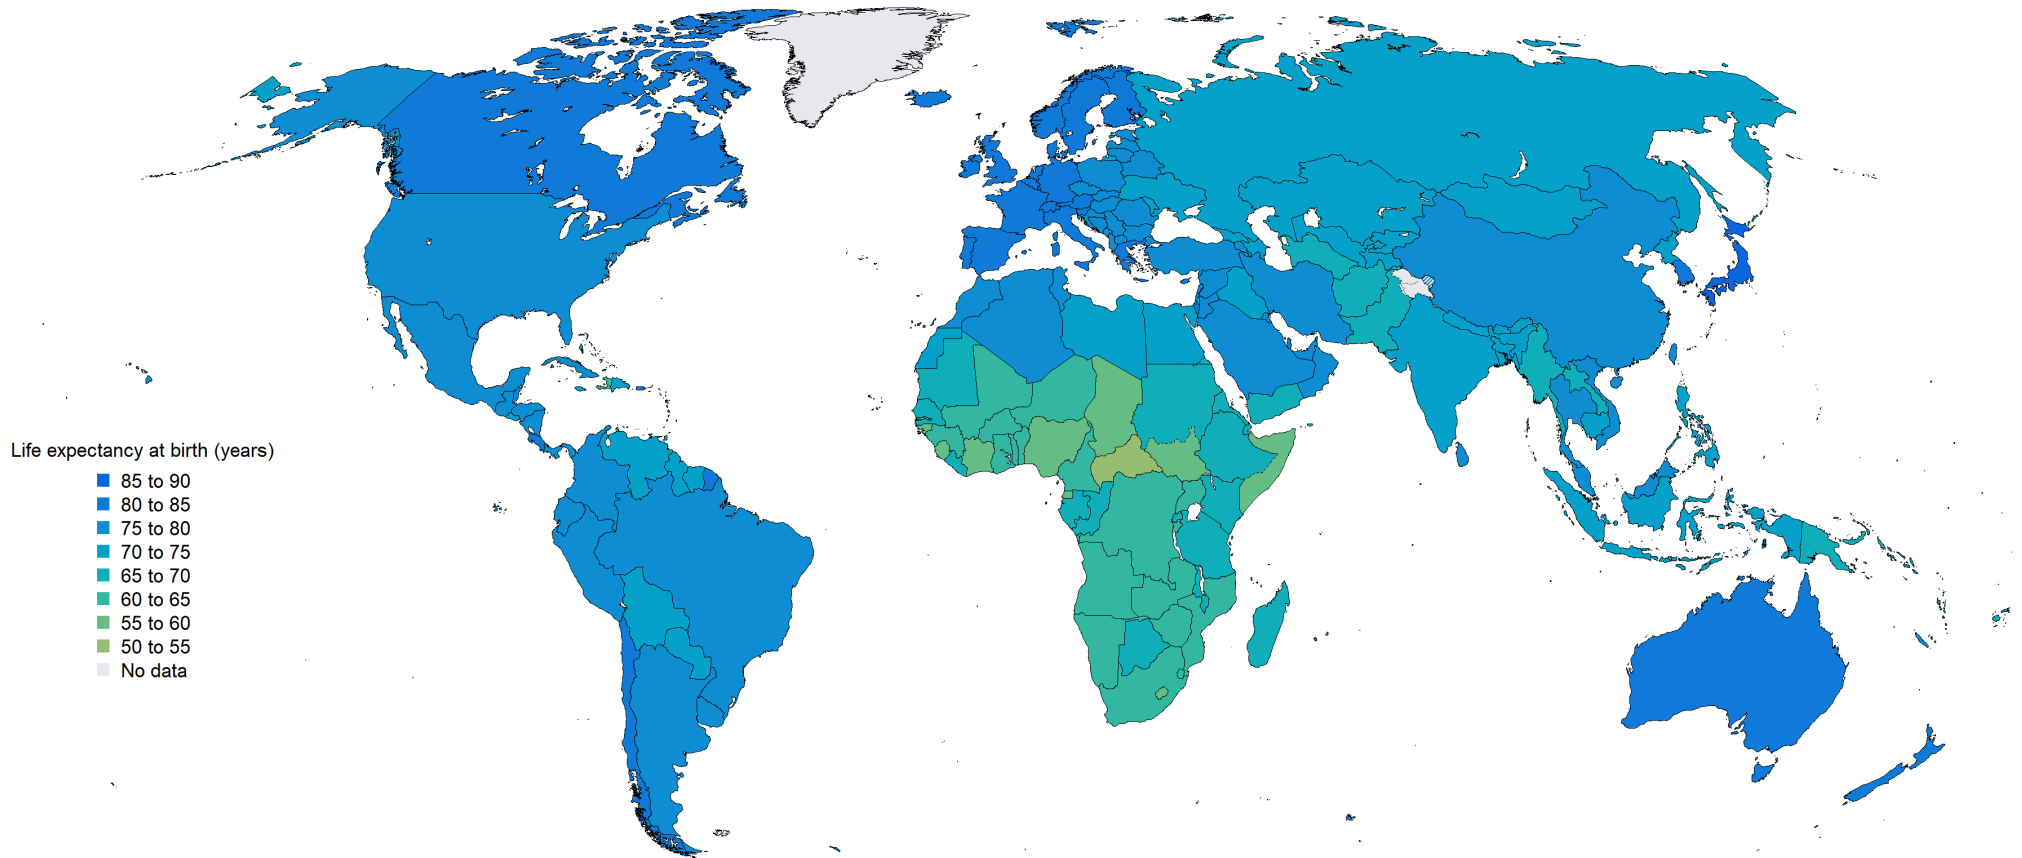 Life expectancy at birth (years)
85 to 90
80 to 85
75 to 80
70 to 75
65 to 70
60 to 65
55 to 60
50 to 55
No data